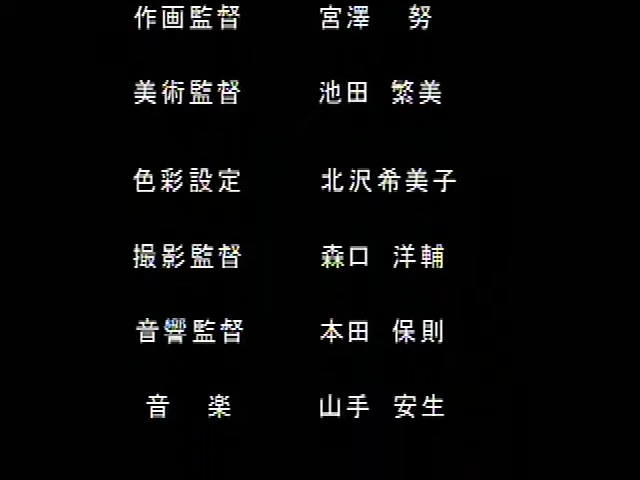 作画監督 宮澤 努
美術監督 池田 繁美
色彩設定 北沢希美子
撮影監督 森口 洋輔
音響監督 本田 保則
音 楽 山手 安生